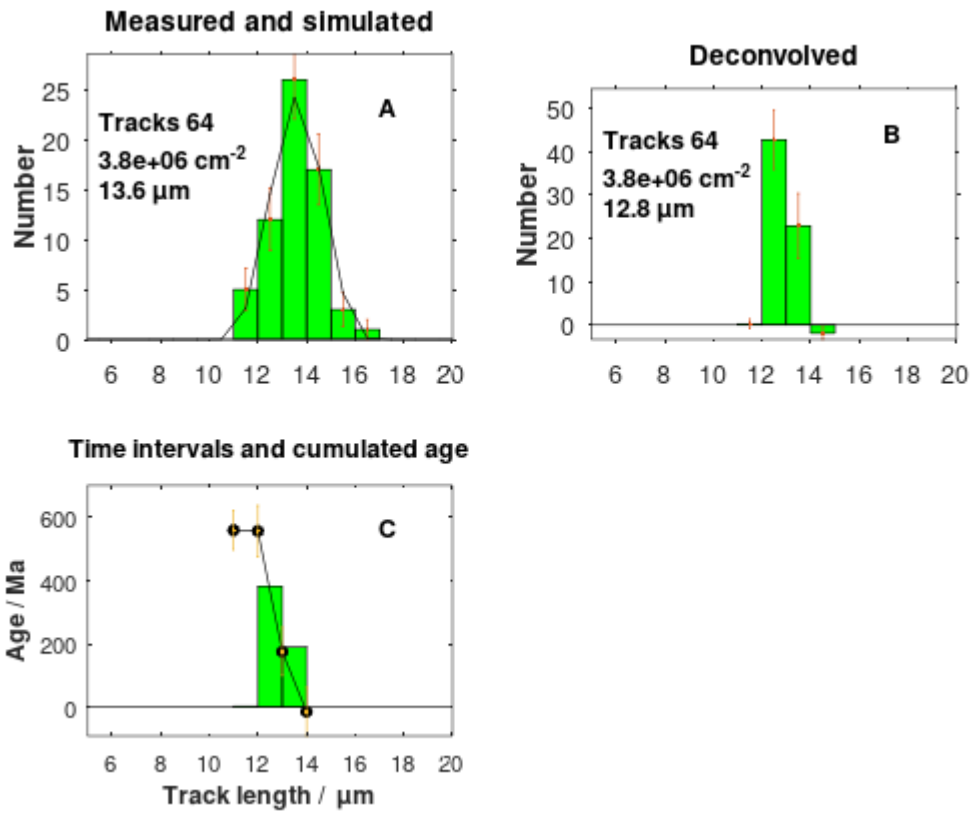 Measured and simulated
A
Tracks 64
3.8e+06 cm-2
13.6 µm
Number
25
20
15
10
5
0
6 8 10 12 14 16 18 20
Deconvolved
B
Tracks 64
3.8e+06 cm-2
12.8 µm
Number
50
40
30
20
10
0
6 8 10 12 14 16 18 20
Time intervals and cumulated age
C
Age / Ma
600
400
200
0
6 8 10 12 14 16 18 20
Track length / µm